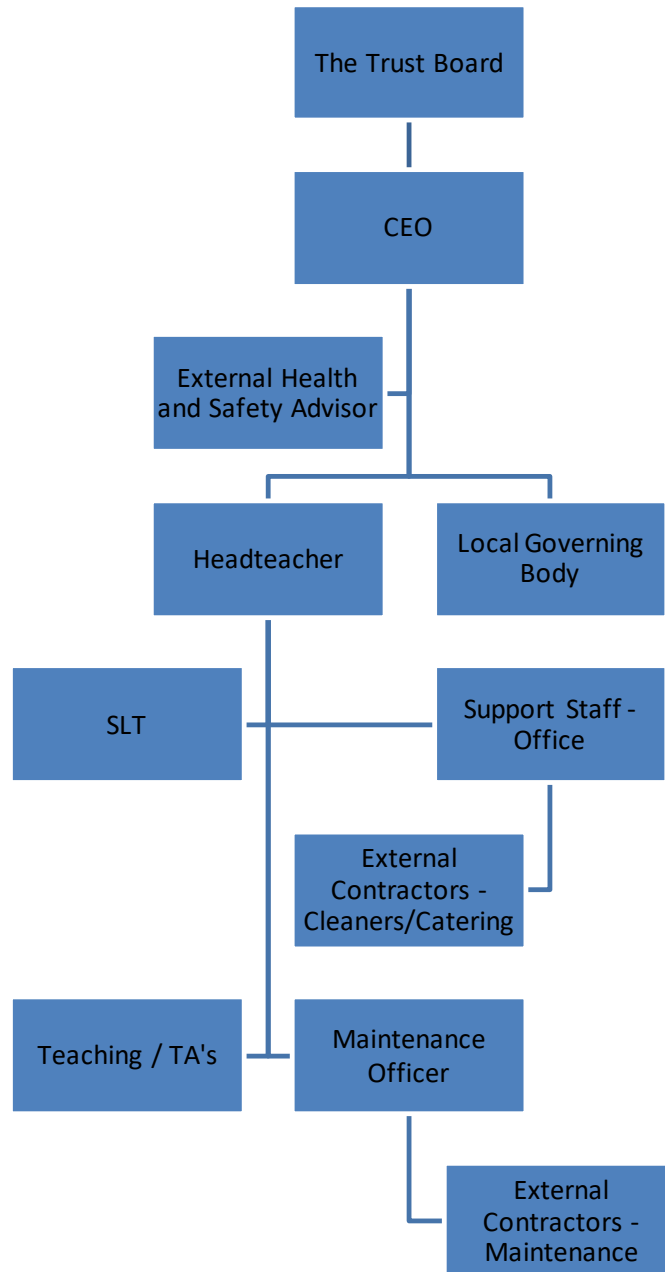 The Trust Board
CEO
External Health
and Safety Advisor
Headteacher
Local Governing
Body
SLT
Support Staff -
Office
External
Contractors -
Cleaners/Catering
Teaching / TA's
Maintenance
Officer
External
Contractors -
Maintenance